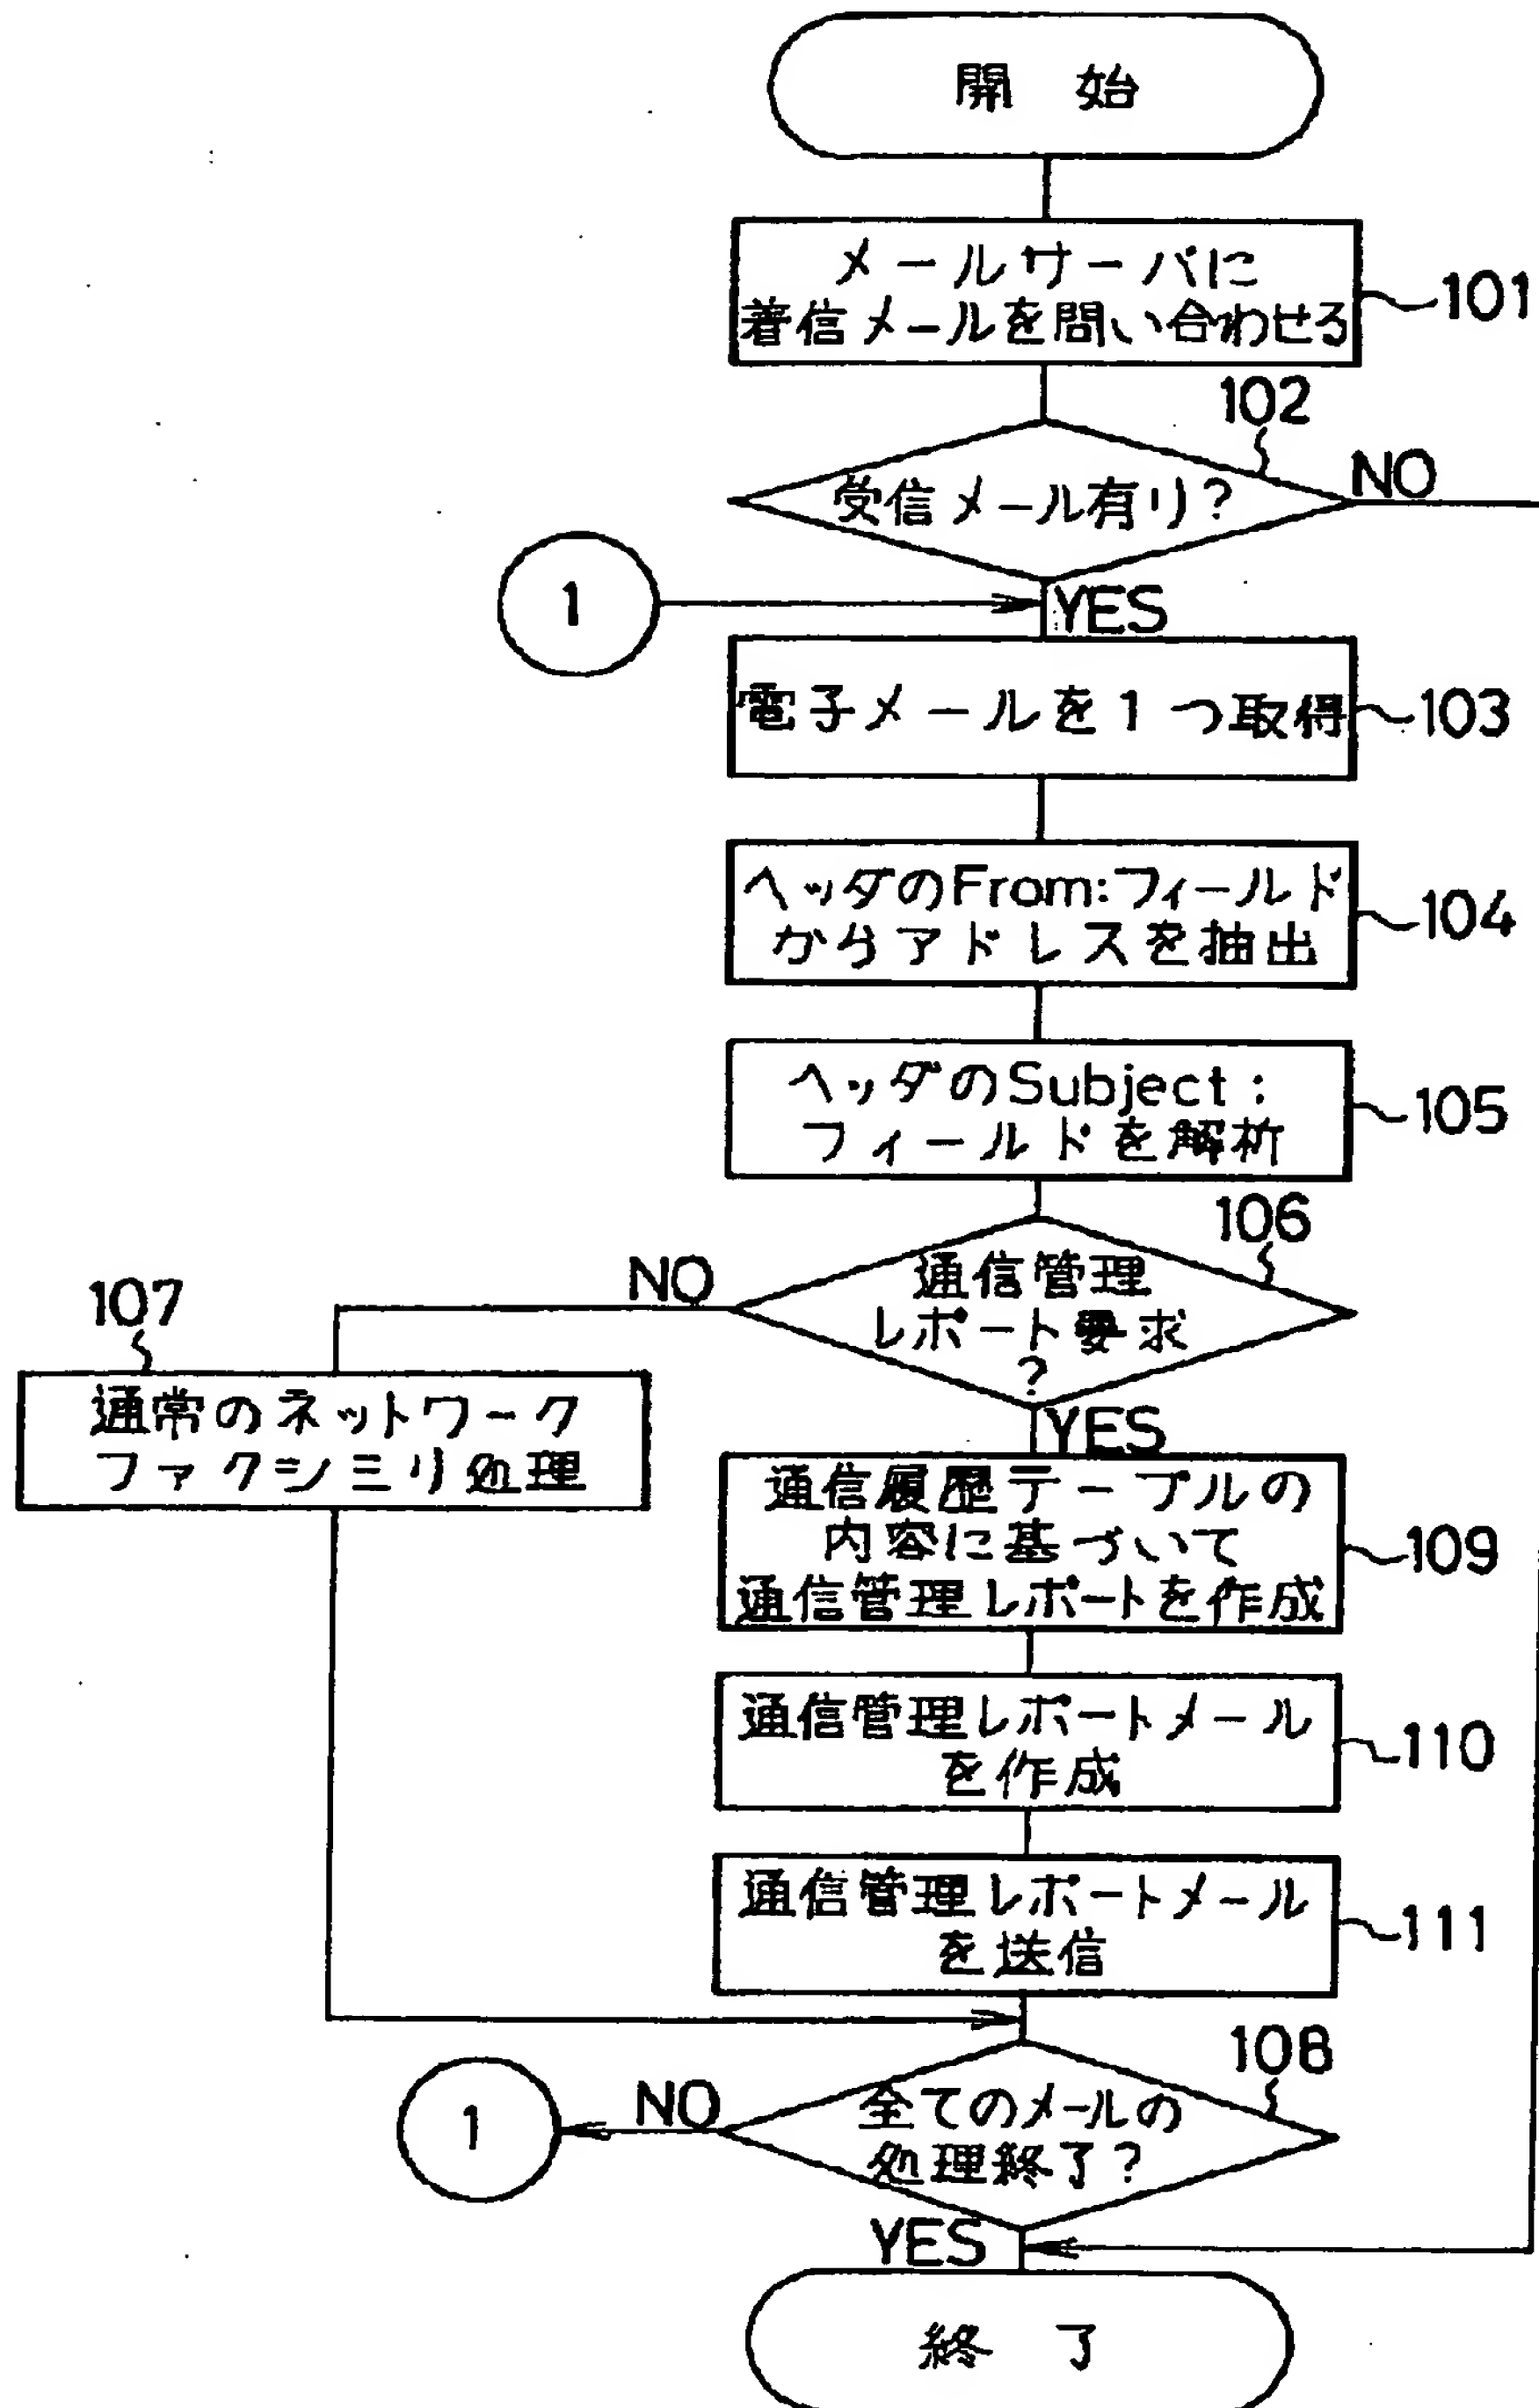 開 始
メールサーバに
着信メールを問い合わせる
101
102
受信メール有り?
NO
1
YES
電子メールを1つ取得
103
ヘッダのFrom:フィールド
からアドレスを抽出
104
ヘッダのSubject:
フィールドを解析
105
106
通信管理
レポート要求
?
NO
107
通常のネットワーク
ファクシミリ処理
YES
通信履歴テーブルの
内容に基づいて
通信管理レポートを作成
109
通信管理レポートメール
を作成
110
通信管理レポートメール
を送信
111
108
全てのメールの
処理終了?
NO
1
YES
終 了